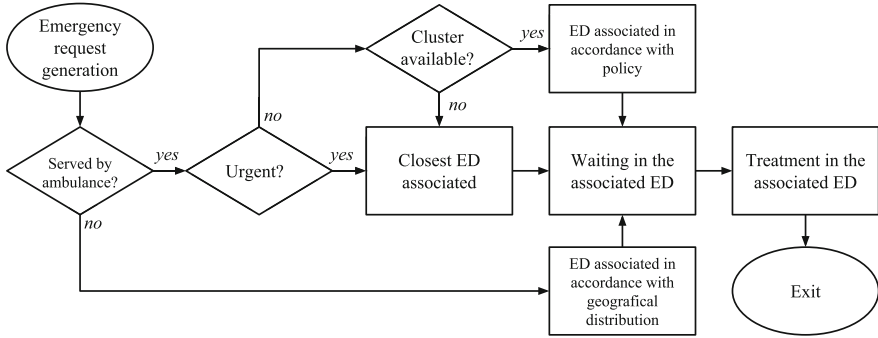 Emergency
request
generation
Cluster
available?
yes
ED associated in
accordance with
policy
no
no
Served by
ambulance?
yes
Urgent?
yes
Closest ED
associated
Waiting in the
associated ED
Treatment in the
associated ED
no
ED associated in
accordance with
geografical
distribution
Exit